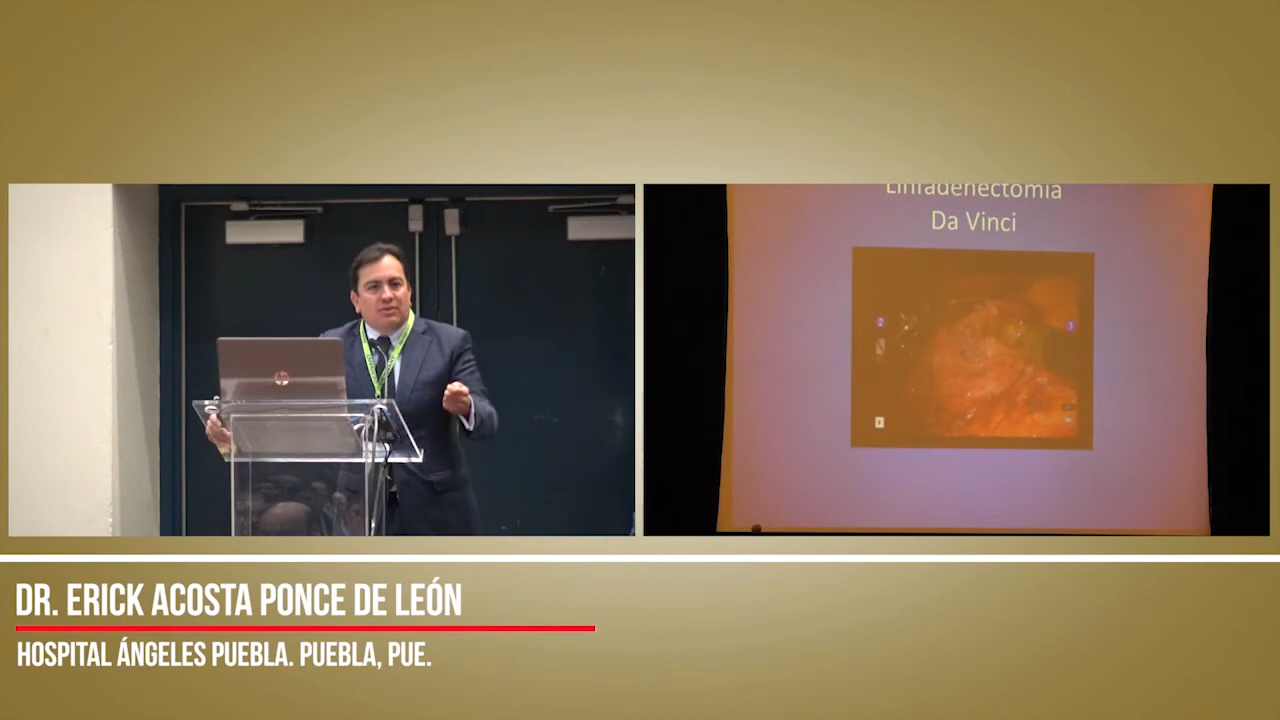 Linfadenectomía
Da Vinci
DR. ERICK ACOSTA PONCE DE LEÓN
HOSPITAL ÁNGELES PUEBLA. PUEBLA, PUE.